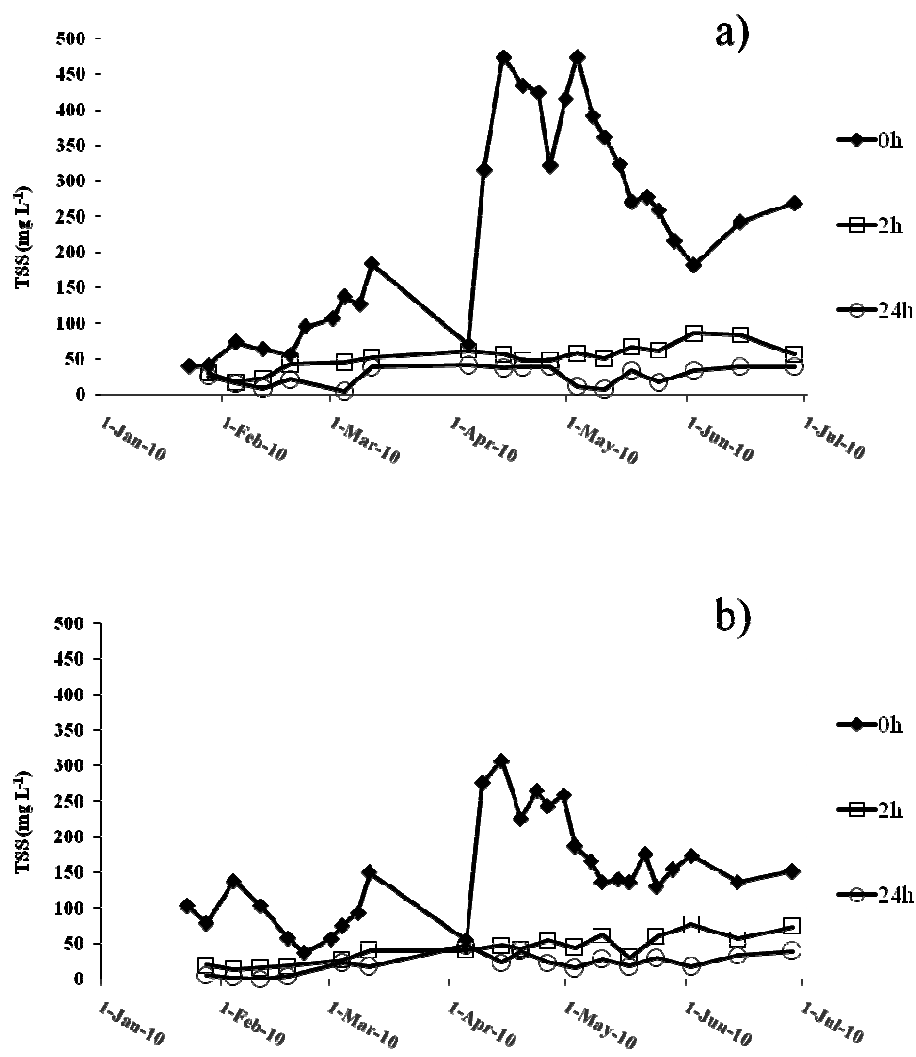 a)
500
450
400
350
300
250
200
150
100
50
0
TSS (mg L-1)
1-Jan-10
1-Feb-10
1-Mar-10
1-Apr-10
1-May-10
1-Jun-10
1-Jul-10
0h
2h
24h
b)
500
450
400
350
300
250
200
150
100
50
0
TSS (mg L-1)
1-Jan-10
1-Feb-10
1-Mar-10
1-Apr-10
1-May-10
1-Jun-10
1-Jul-10
0h
2h
24h